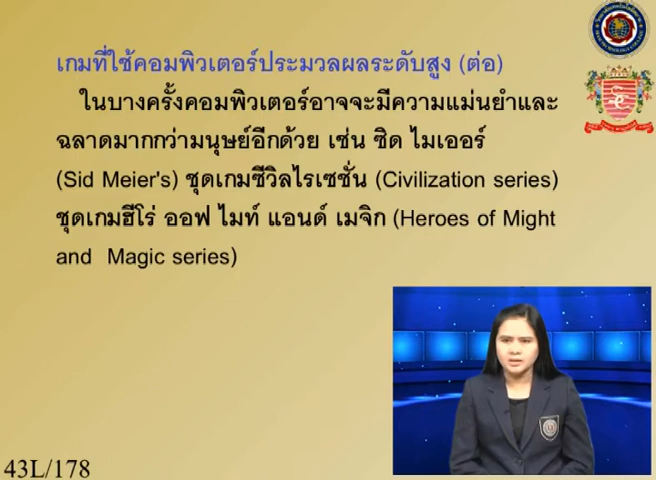 เกมที่ใช้คอมพิวเตอร์ประมวลผลระดับสูง (ต่อ)
ในบางครั้งคอมพิวเตอร์อาจจะมีความแม่นยำและ
ฉลาดมากกว่ามนุษย์อีกด้วย เช่น ซิด ไมเออร์
(Sid Meier's) ชุดเกมซีวิลไรเซชั่น (Civilization series)
ชุดเกมฮีโร่ ออฟ ไมท์ แอนด์ เมจิก (Heroes of Might
and Magic series)
43L/178